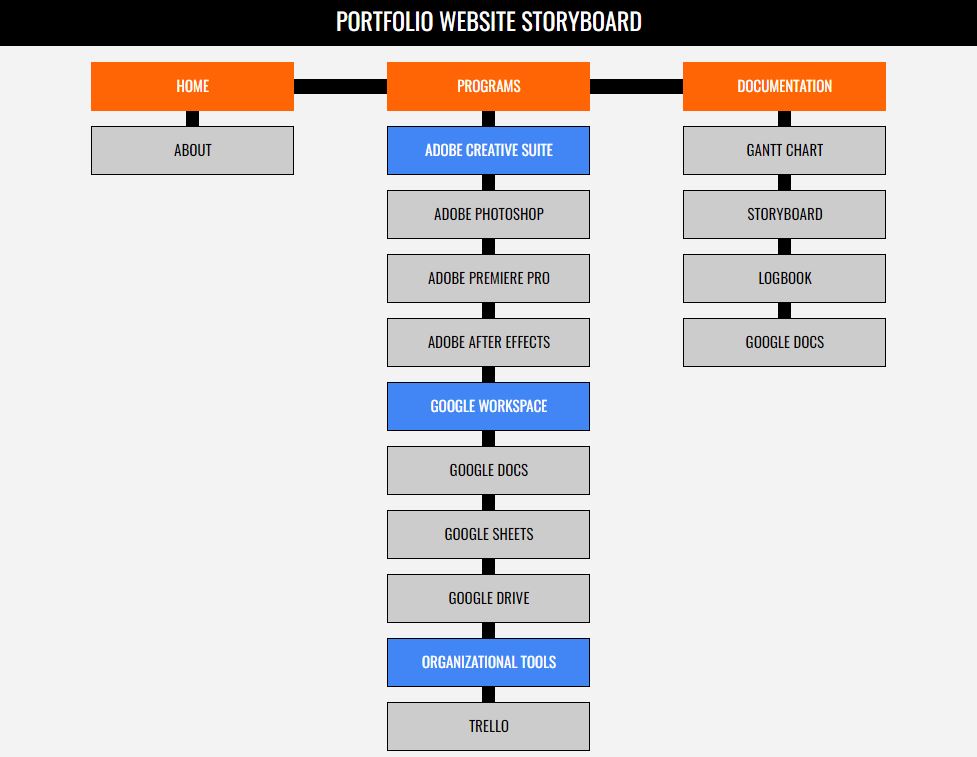 PORTFOLIO WEBSITE STORYBOARD
HOME
ABOUT
PROGRAMS
ADOBE CREATIVE SUITE
ADOBE PHOTOSHOP
ADOBE PREMIERE PRO
ADOBE AFTER EFFECTS
GOOGLE WORKSPACE
GOOGLE DOCS
GOOGLE SHEETS
GOOGLE DRIVE
ORGANIZATIONAL TOOLS
TRELLO
DOCUMENTATION
GANTT CHART
STORYBOARD
LOGBOOK
GOOGLE DOCS